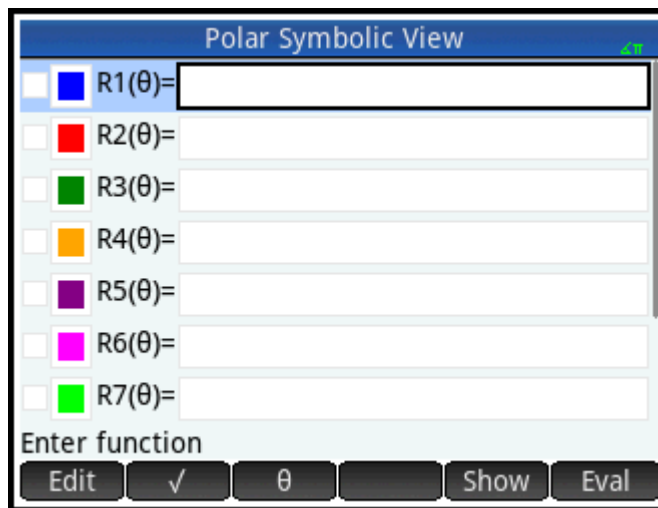 Polar Symbolic View
∡π
R1(θ)=
R2(θ)=
R3(θ)=
R4(θ)=
R5(θ)=
R6(θ)=
R7(θ)=
Enter function
Edit √ θ Show Eval